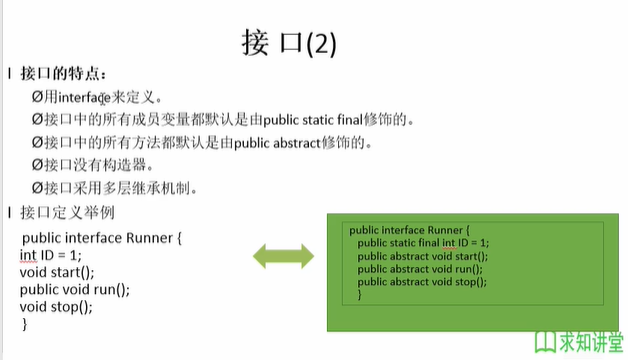 接 口(2)
l 接口的特点：
Ø用interface来定义。
Ø接口中的所有成员变量都默认是由public static final修饰的。
Ø接口中的所有方法都默认是由public abstract修饰的。
Ø接口没有构造器。
Ø接口采用多层继承机制。
l 接口定义举例
public interface Runner {
int ID = 1;
void start();
public void run();
void stop();
}
public interface Runner {
public static final int ID = 1;
public abstract void start();
public abstract void run();
public abstract void stop();
}
求知讲堂